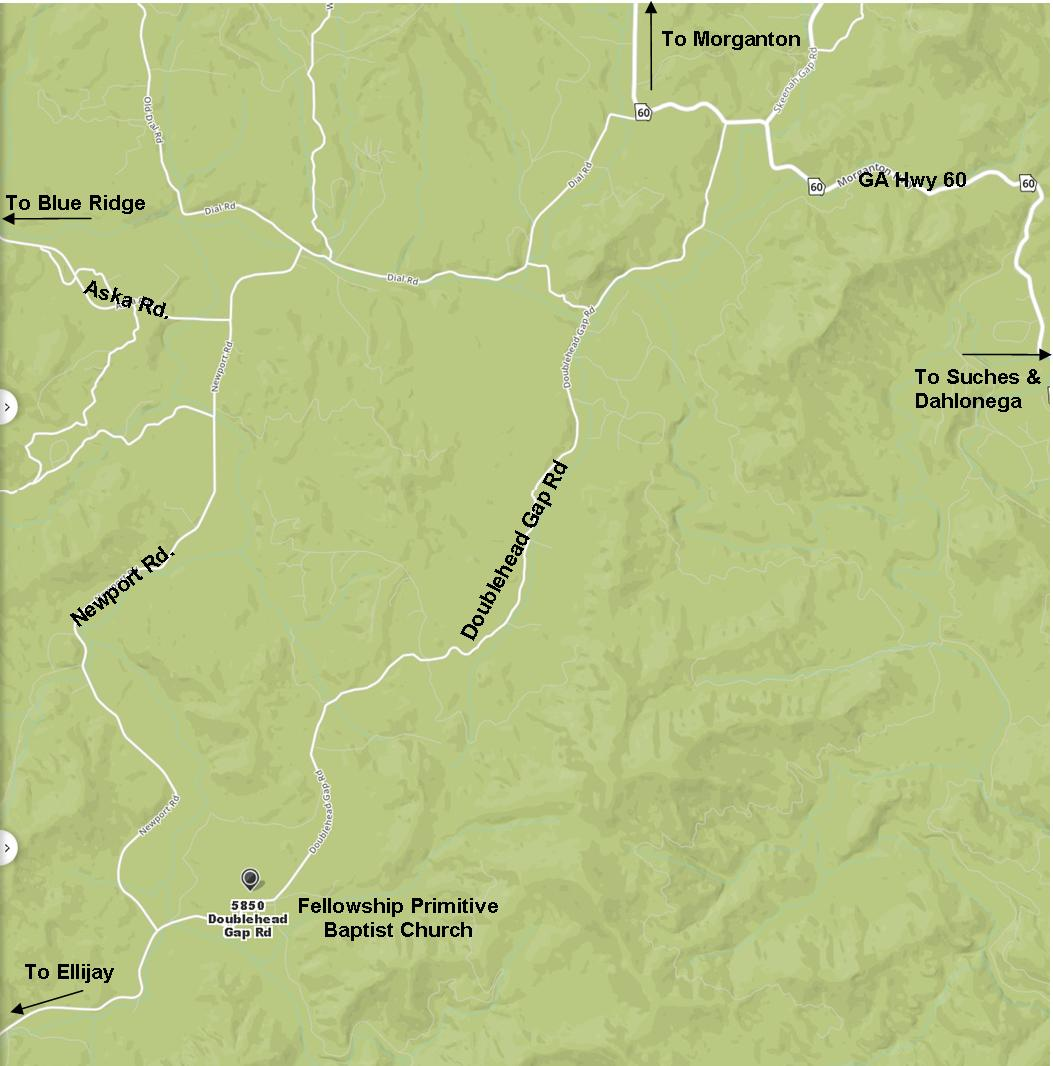 W
To Morganton
Skeenah Gap Rd
Old Dial Rd
60
Dial Rd
Morganton
GA Hwy 60
60
60
To Blue Ridge
Dial Rd
Dial Rd
Aska Rd.
Doublehead Gap Rd
Newport Rd
To Suches &
Dahlonega
Doublehead Gap Rd
Newport Rd.
Doublehead Gap Rd
Newport Rd
5850
Doublehead
Gap Rd
Fellowship Primitive
Baptist Church
To Ellijay